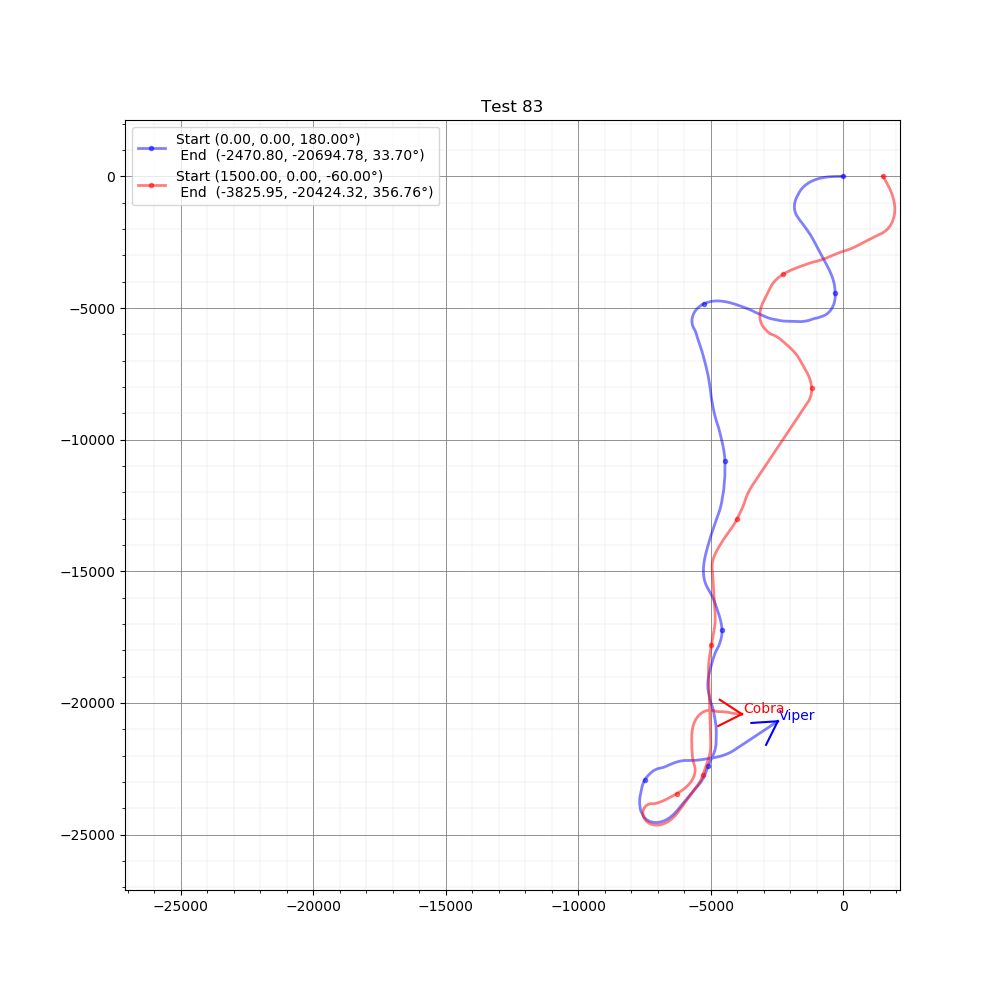 Test 83
Start (0.00, 0.00, 180.00°)
End  (-2470.80, -20694.78, 33.70°)
Start (1500.00, 0.00, -60.00°)
End  (-3825.95, -20424.32, 356.76°)
0
−5000
−10000
−15000
−20000
−25000
Cobra
Viper
−25000
−20000
−15000
−10000
−5000
0